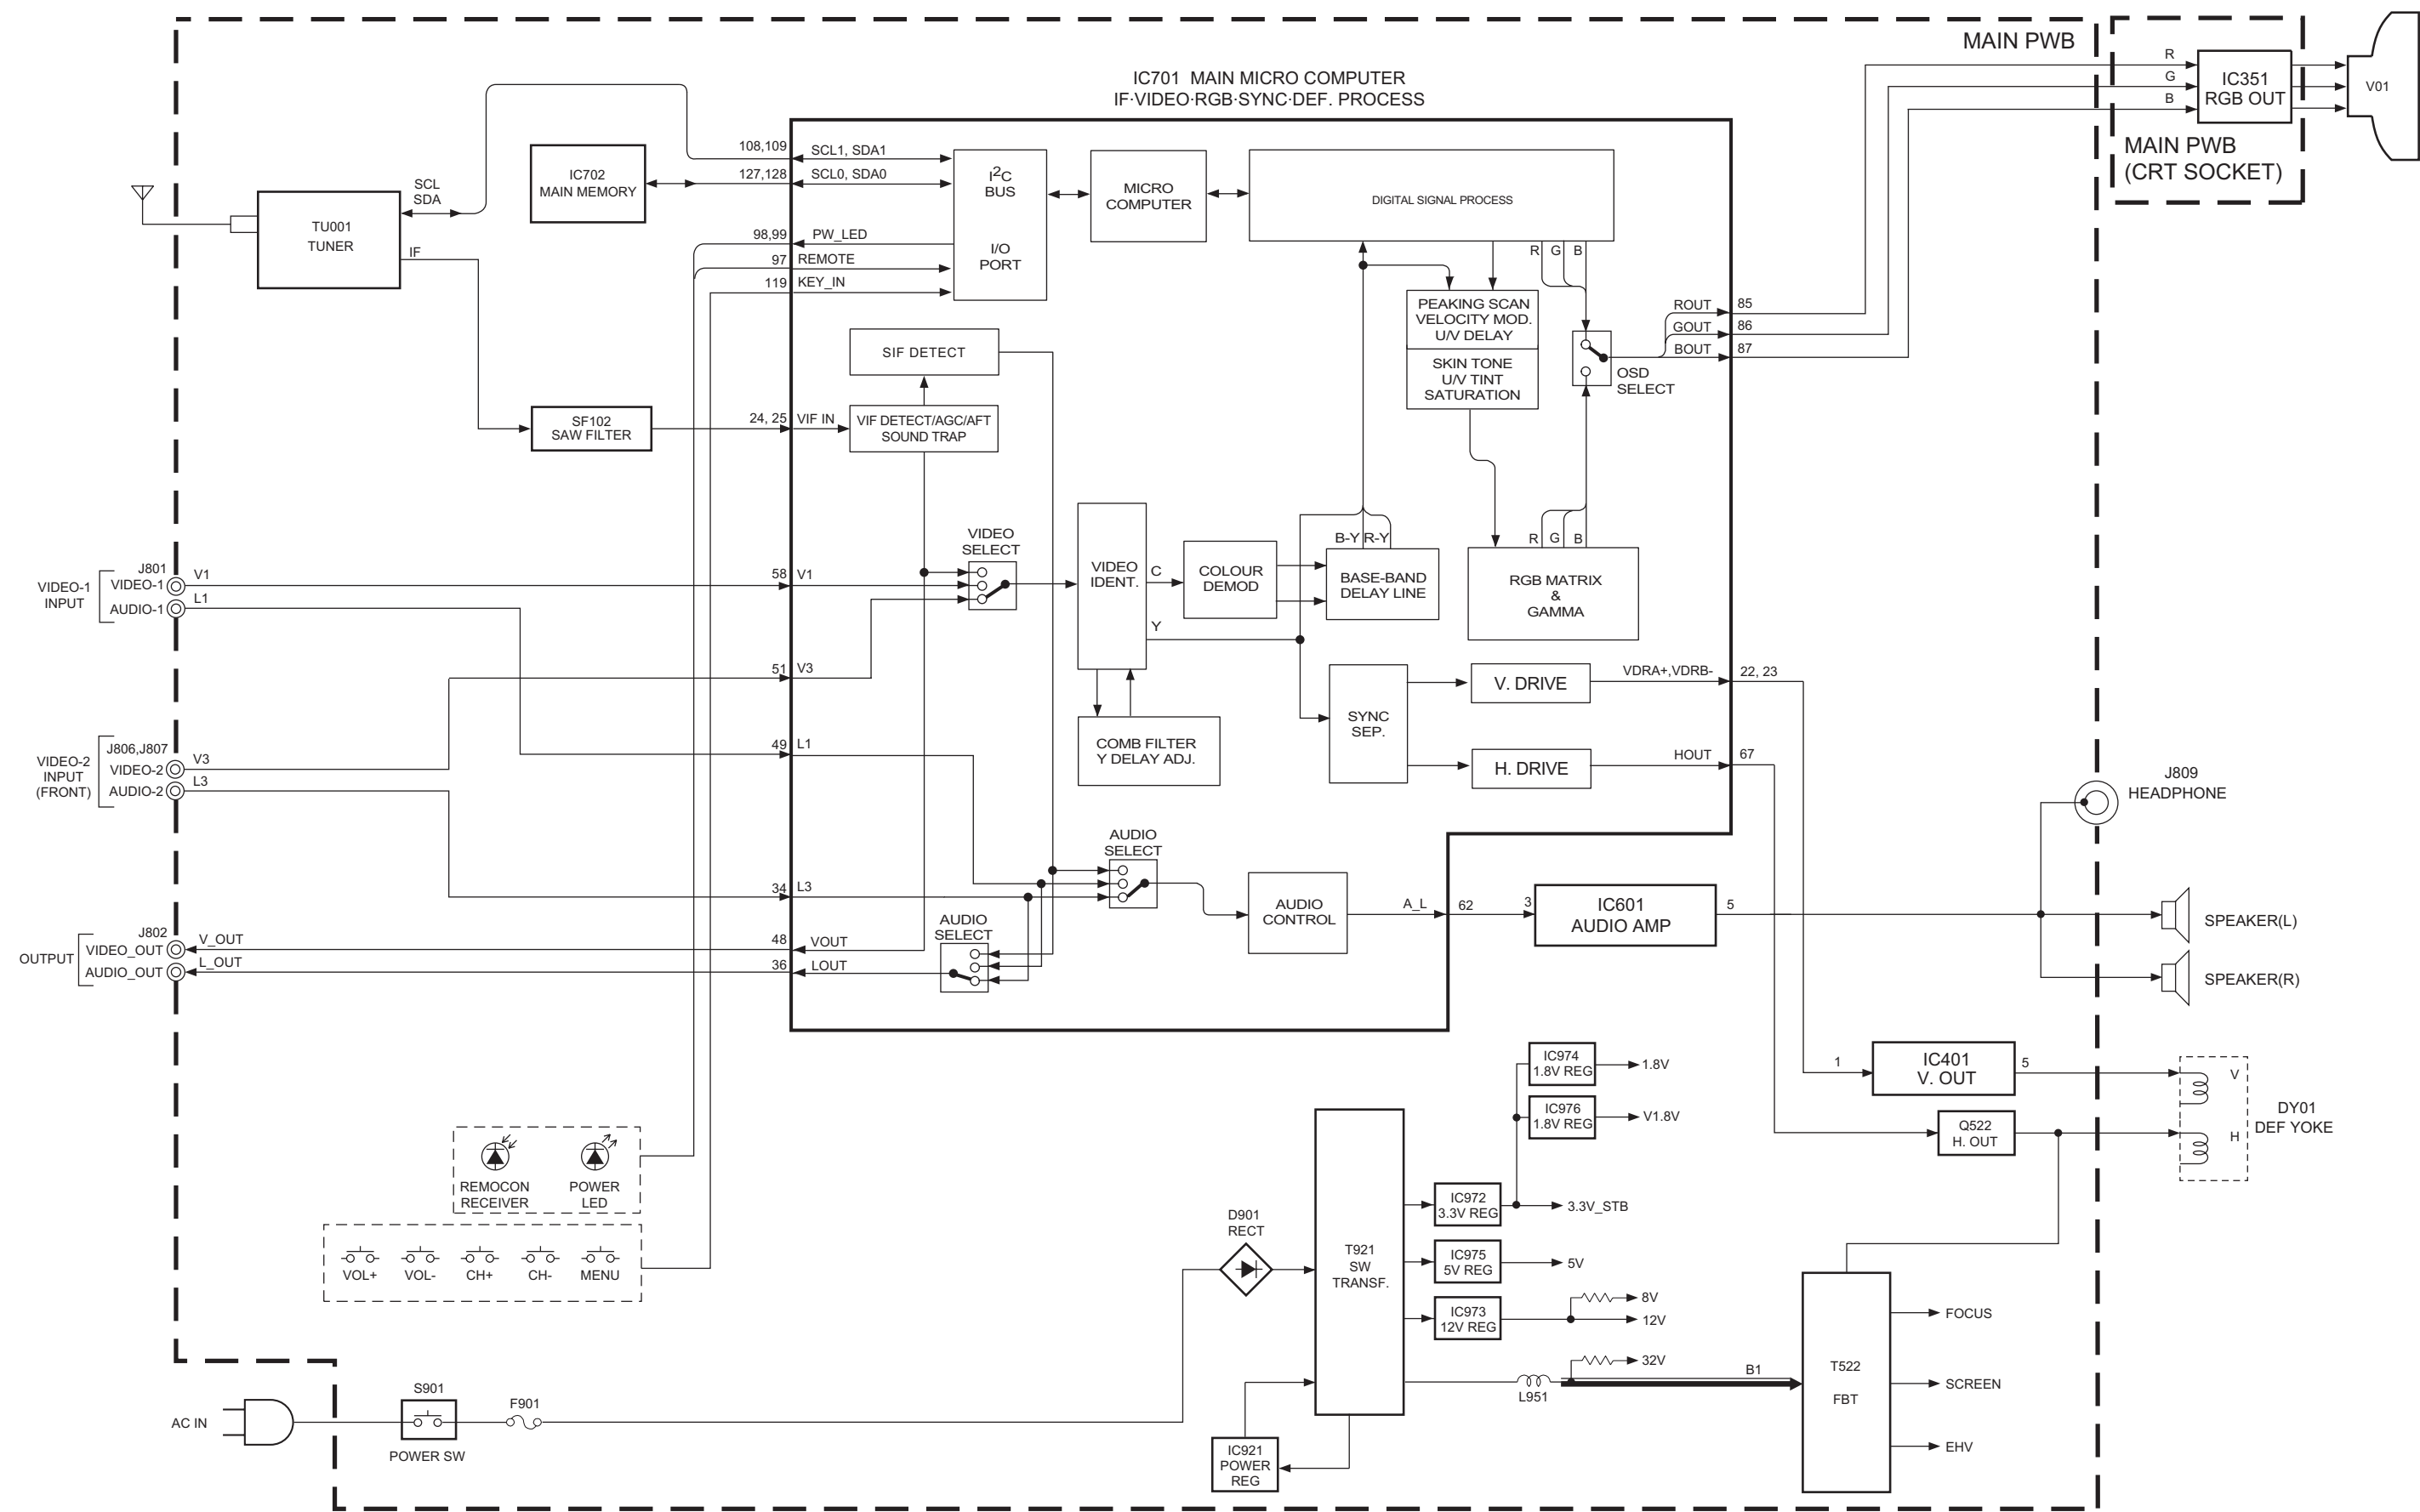 MAIN PWB
IC701 MAIN MICRO COMPUTER
IF·VIDEO·RGB·SYNC·DEF. PROCESS
R
G
B
IC351
RGB OUT
V01
MAIN PWB
(CRT SOCKET)
TU001
TUNER
SCL
SDA
IF
IC702
MAIN MEMORY
108,109
SCL1, SDA1
127,128
SCL0, SDA0
98,99
PW_LED
97
REMOTE
119
KEY_IN
I2C
BUS
I/O
PORT
MICRO
COMPUTER
DIGITAL SIGNAL PROCESS
R G B
PEAKING SCAN
VELOCITY MOD.
U/V DELAY
SKIN TONE
U/V TINT
SATURATION
OSD
SELECT
ROUT
85
GOUT
86
BOUT
87
SIF DETECT
SF102
SAW FILTER
24, 25
VIF IN
VIF DETECT/AGC/AFT
SOUND TRAP
VIDEO
SELECT
VIDEO
IDENT.
C
Y
COLOUR
DEMOD
B-Y
R-Y
BASE-BAND
DELAY LINE
R G B
RGB MATRIX
&
GAMMA
VIDEO-1
INPUT
J801
VIDEO-1
AUDIO-1
V1
L1
58
V1
51
V3
COMB FILTER
Y DELAY ADJ.
SYNC
SEP.
V. DRIVE
VDRA+,VDRB-
22, 23
H. DRIVE
HOUT
67
VIDEO-2
INPUT
(FRONT)
J806,J807
VIDEO-2
AUDIO-2
V3
L3
49
L1
34
L3
J809
HEADPHONE
AUDIO
SELECT
AUDIO
CONTROL
A_L
62
3
IC601
AUDIO AMP
5
SPEAKER(L)
SPEAKER(R)
OUTPUT
J802
VIDEO_OUT
AUDIO_OUT
V_OUT
L_OUT
48
VOUT
36
LOUT
AUDIO
SELECT
1
IC401
V. OUT
5
Q522
H. OUT
V
H
DY01
DEF YOKE
IC974
1.8V REG
1.8V
IC976
1.8V REG
V1.8V
REMOCON
RECEIVER
POWER
LED
VOL+
VOL-
CH+
CH-
MENU
D901
RECT
T921
SW
TRANSF.
IC972
3.3V REG
3.3V_STB
IC975
5V REG
5V
IC973
12V REG
8V
12V
32V
L951
B1
T522
FBT
FOCUS
SCREEN
EHV
AC IN
S901
POWER SW
F901
IC921
POWER
REG